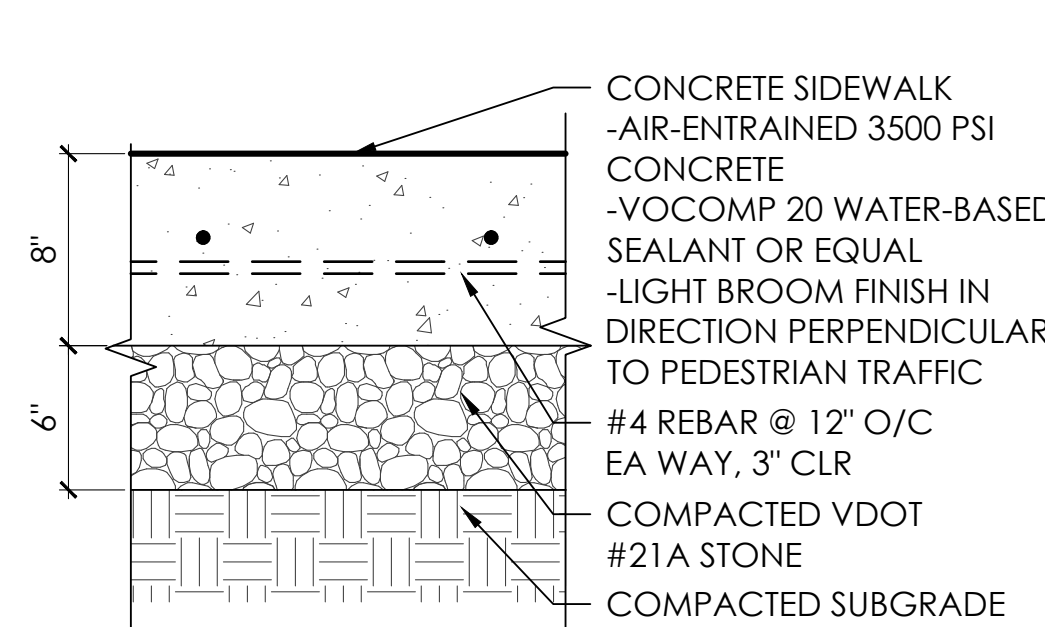 CONCRETE SIDEWALK
-AIR-ENTRAINED 3500 PSI
CONCRETE
-VOCOMP 20 WATER-BASED
SEALANT OR EQUAL
-LIGHT BROOM FINISH IN
DIRECTION PERPENDICULAR
TO PEDESTRIAN TRAFFIC
#4 REBAR @ 12" O/C
EA WAY, 3" CLR
COMPACTED VDOT
#21A STONE
COMPACTED SUBGRADE
8"
6"